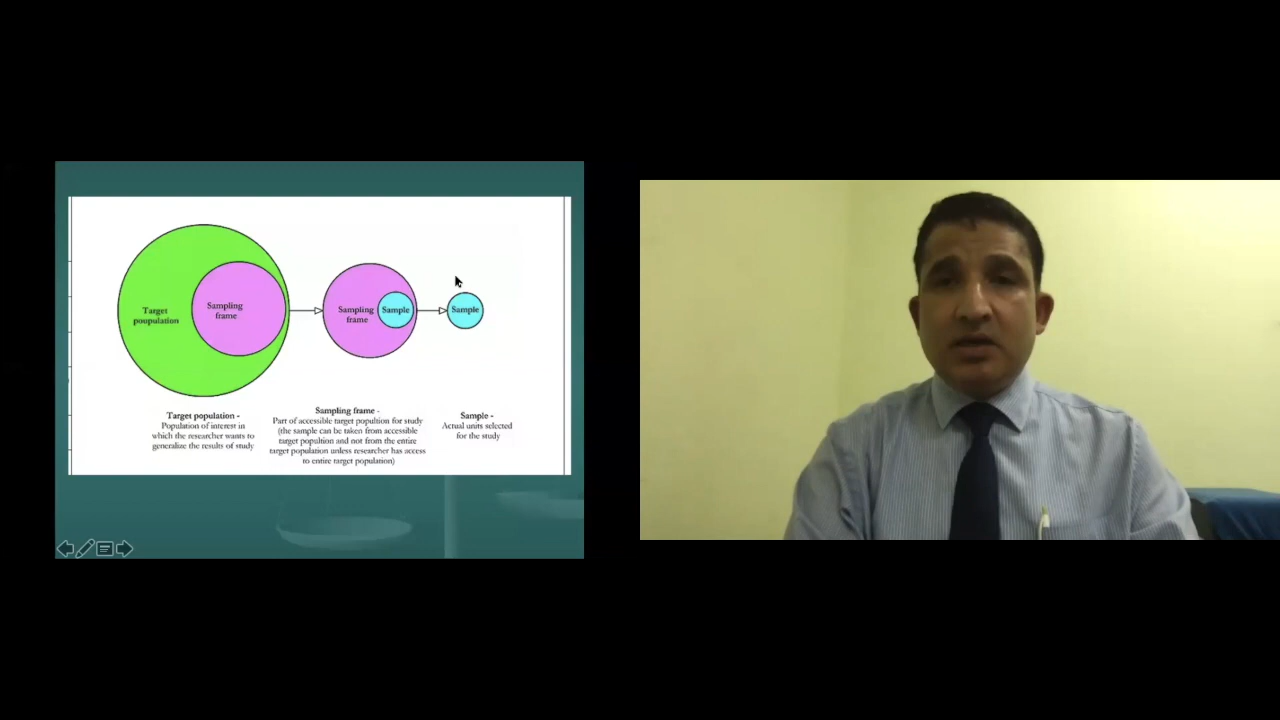 Target
poupulation
Sampling
frame
Sampling
frame
Sample
Sample
Target population -
Population of interest in
which the researcher wants to
generalize the results of study
Sampling frame -
Part of accessible target popultion for study
(the sample can be taken from accessible
target popultion and not from the entire
target population unless researcher has access
to entire target population)
Sample -
Actual units selected
for the study